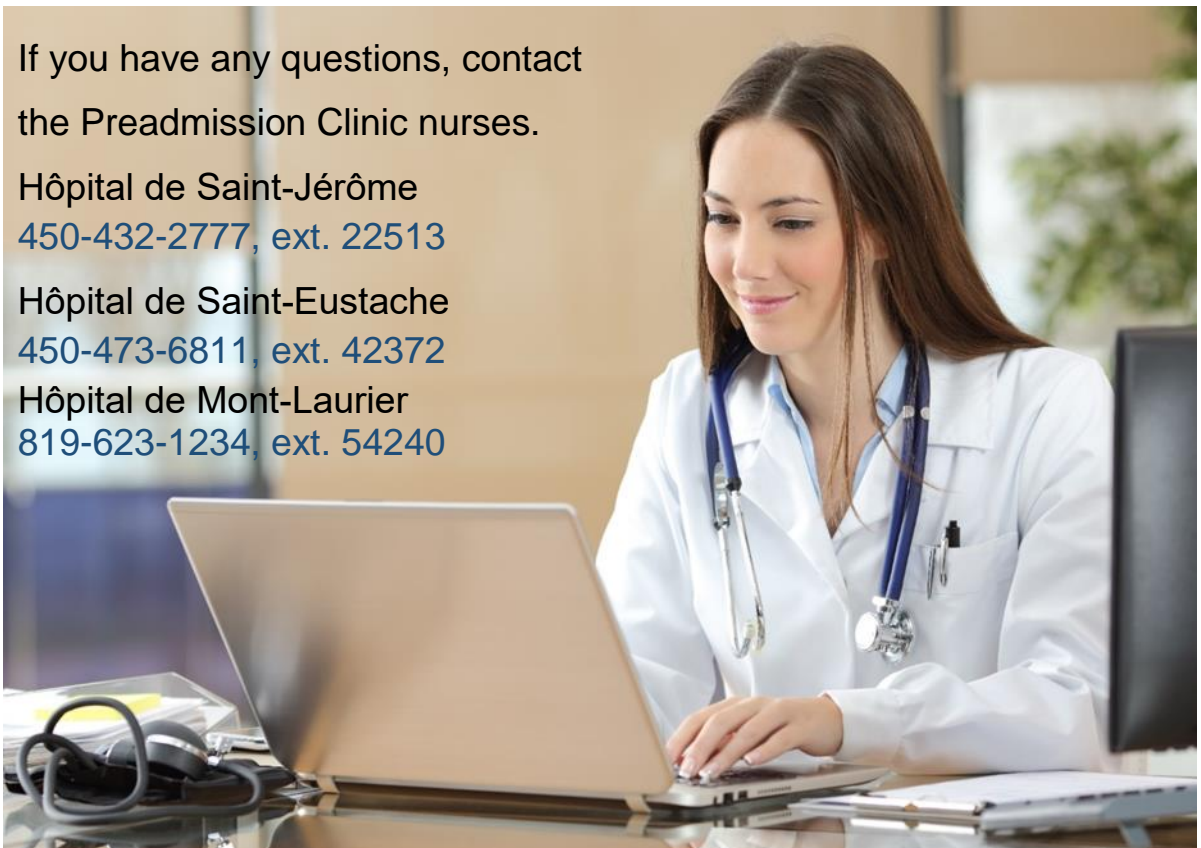 If you have any questions, contact
the Preadmission Clinic nurses.
Hôpital de Saint-Jérôme
450-432-2777, ext. 22513
Hôpital de Saint-Eustache
450-473-6811, ext. 42372
Hôpital de Mont-Laurier
819-623-1234, ext. 54240